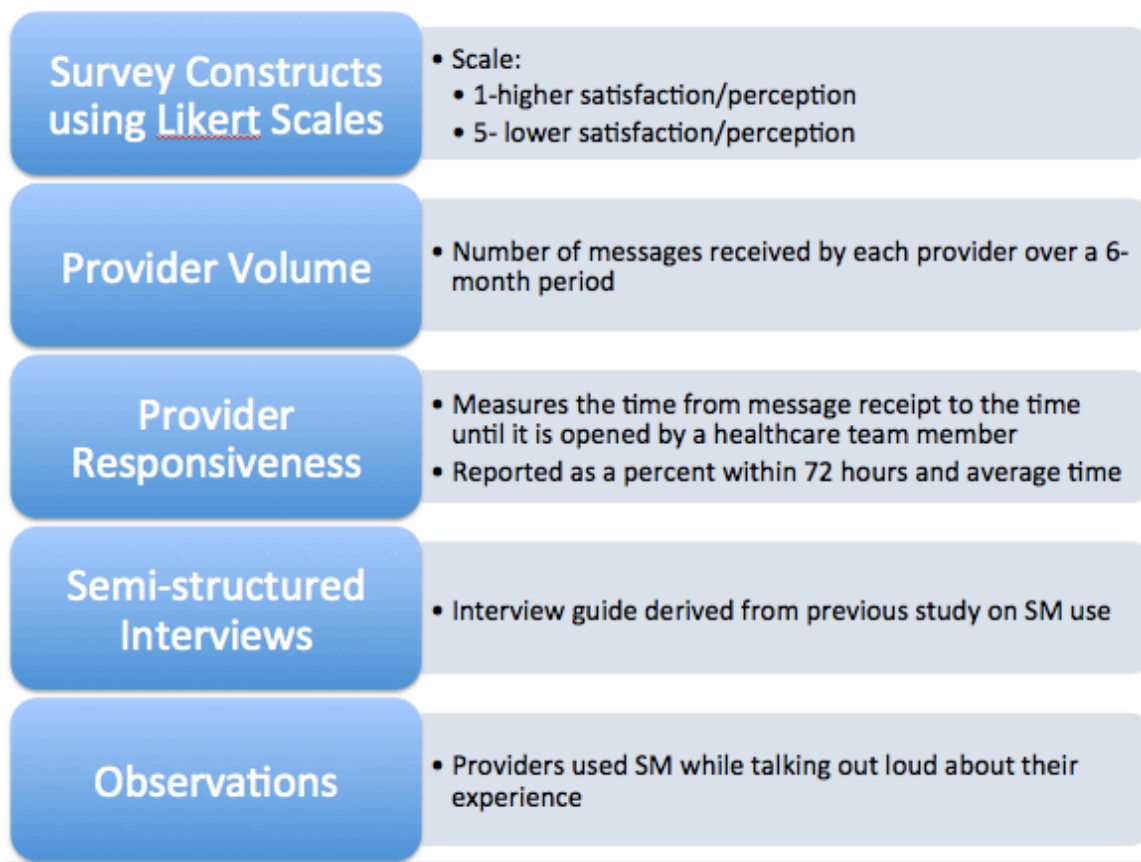 Survey Constructs
using Likert Scales
• Scale:
• 1-higher satisfaction/perception
• 5- lower satisfaction/perception
Provider Volume
• Number of messages received by each provider over a 6-
month period
Provider
Responsiveness
• Measures the time from message receipt to the time
until it is opened by a healthcare team member
• Reported as a percent within 72 hours and average time
Semi-structured
Interviews
• Interview guide derived from previous study on SM use
Observations
• Providers used SM while talking out loud about their
experience